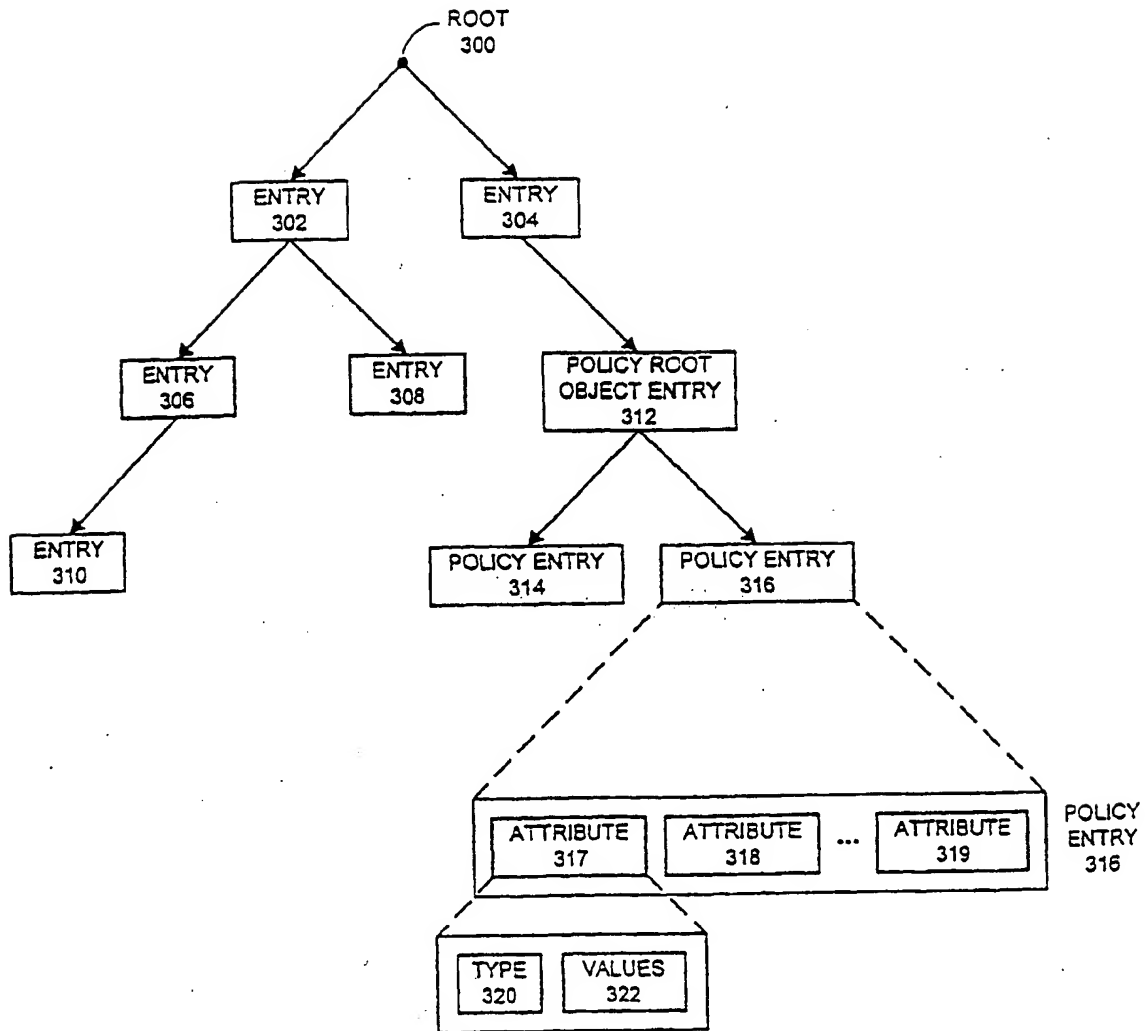 ROOT
300
ENTRY
302
ENTRY
304
ENTRY
306
ENTRY
308
POLICY ROOT
OBJECT ENTRY
312
ENTRY
310
POLICY ENTRY
314
POLICY ENTRY
316
ATTRIBUTE
317
ATTRIBUTE
318
...
ATTRIBUTE
319
POLICY
ENTRY
316
TYPE
320
VALUES
322